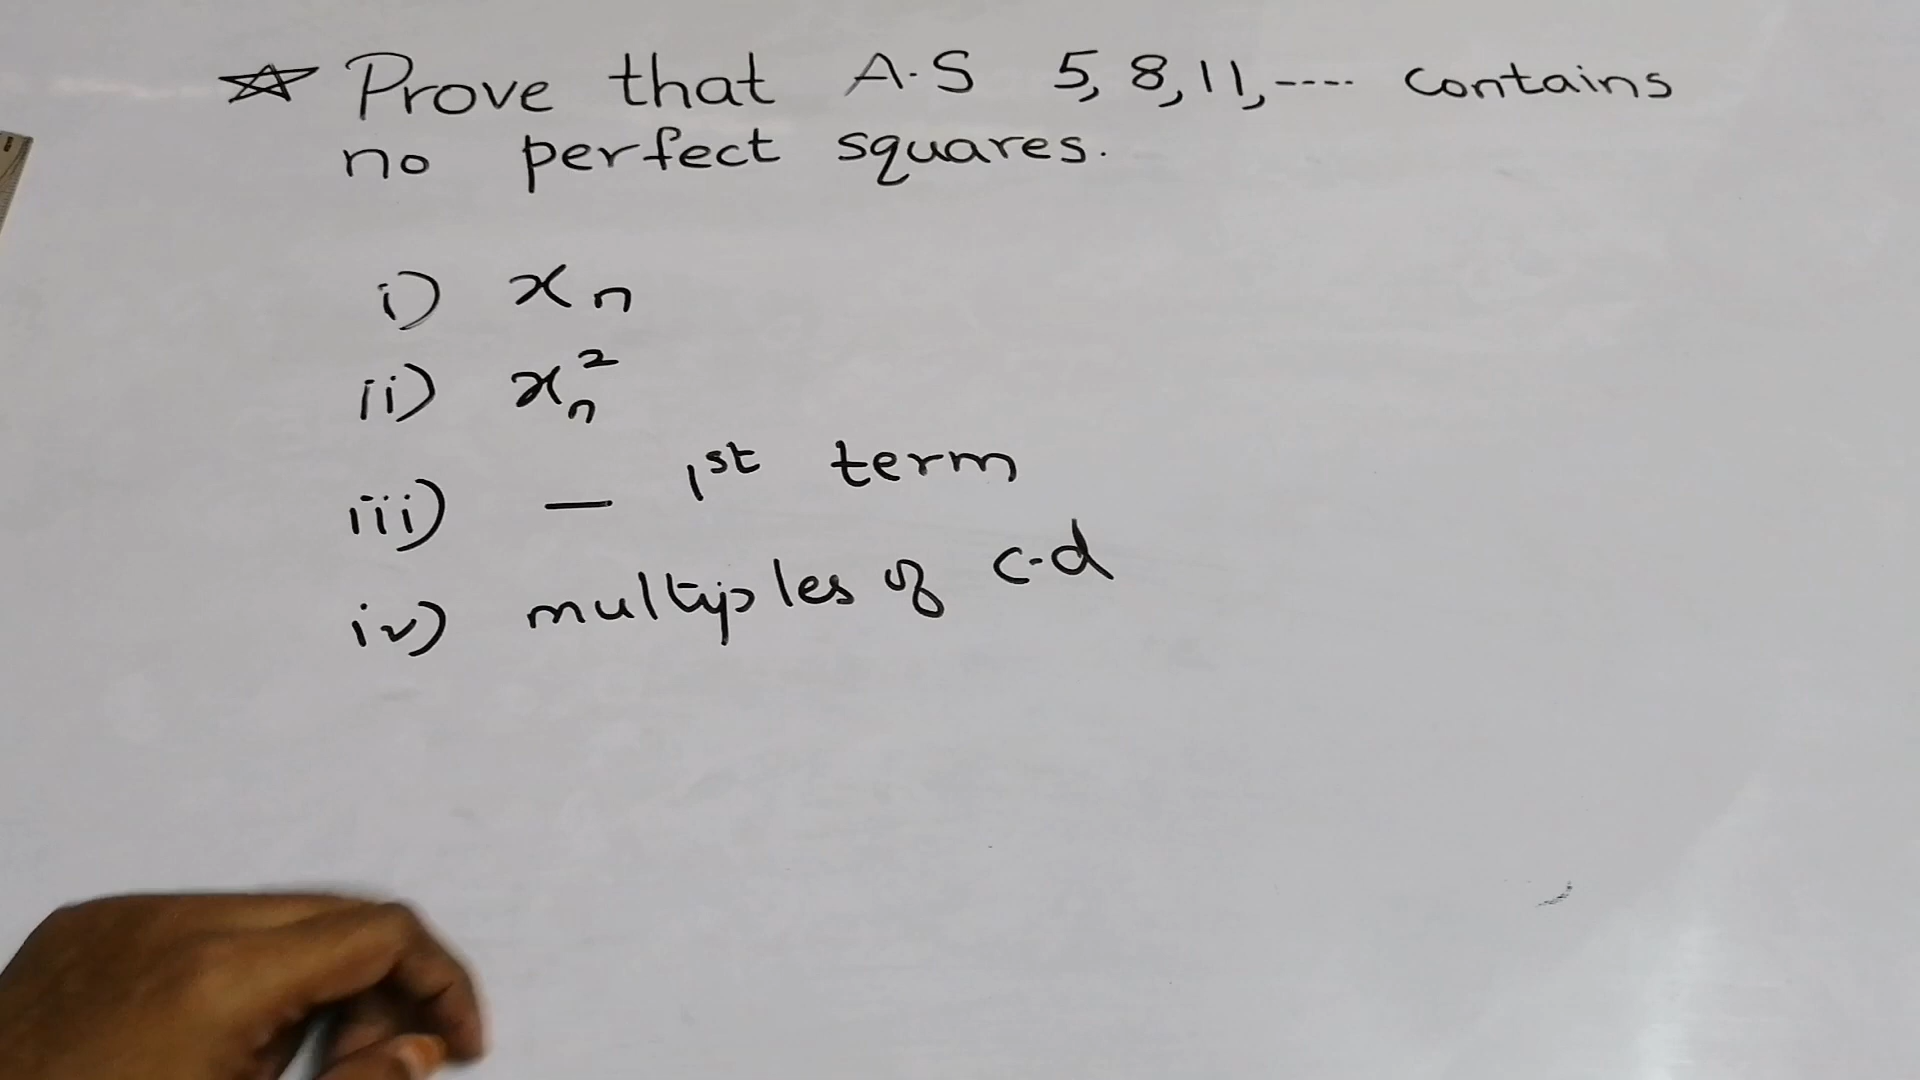 ☆ Prove that A.S 5, 8, 11, ---- contains
no perfect squares.
i) xₙ
ii) xₙ²
iii) — 1st term
iv) multiples of c.d